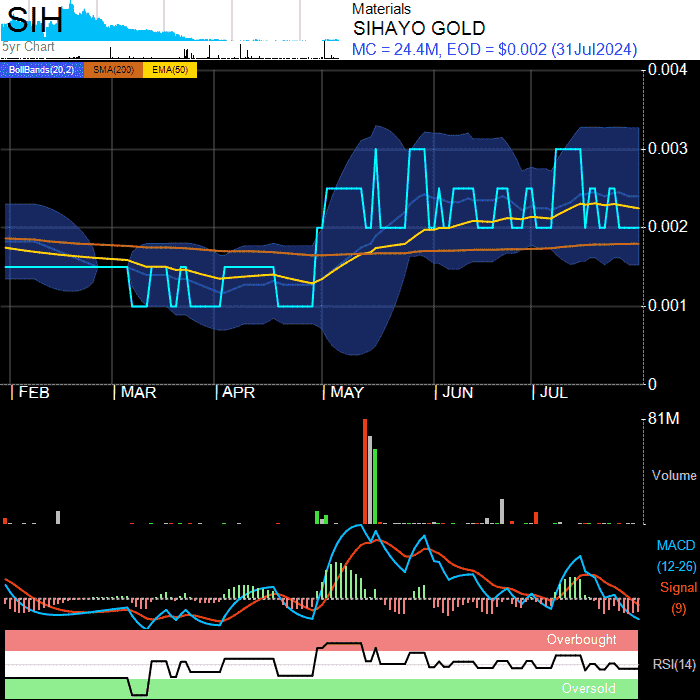 SIH
5yr Chart
Materials
SIHAYO GOLD
MC = 24.4M, EOD = $0.002 (31Jul2024)
BollBands(20,2) SMA(200) EMA(50)
0.004
0.003
0.002
0.001
0
FEB MAR APR MAY JUN JUL
81M
Volume
MACD
(12-26)
Signal
(9)
Overbought
RSI(14)
Oversold